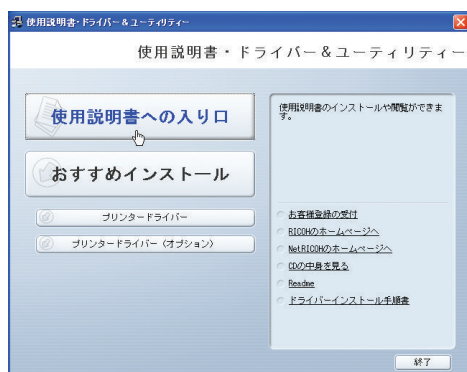 使用説明書・ドライバー＆ユーティリティー
使用説明書・ドライバー＆ユーティリティー
使用説明書への入り口
おすすめインストール
プリンタードライバー
プリンタードライバー（オプション）
使用説明書のインストールや閲覧ができま
す。
お客様登録の受付
RICOHのホームページへ
NetRICOHのホームページへ
CDの中身を見る
Readme
ドライバーインストール手順書
終了